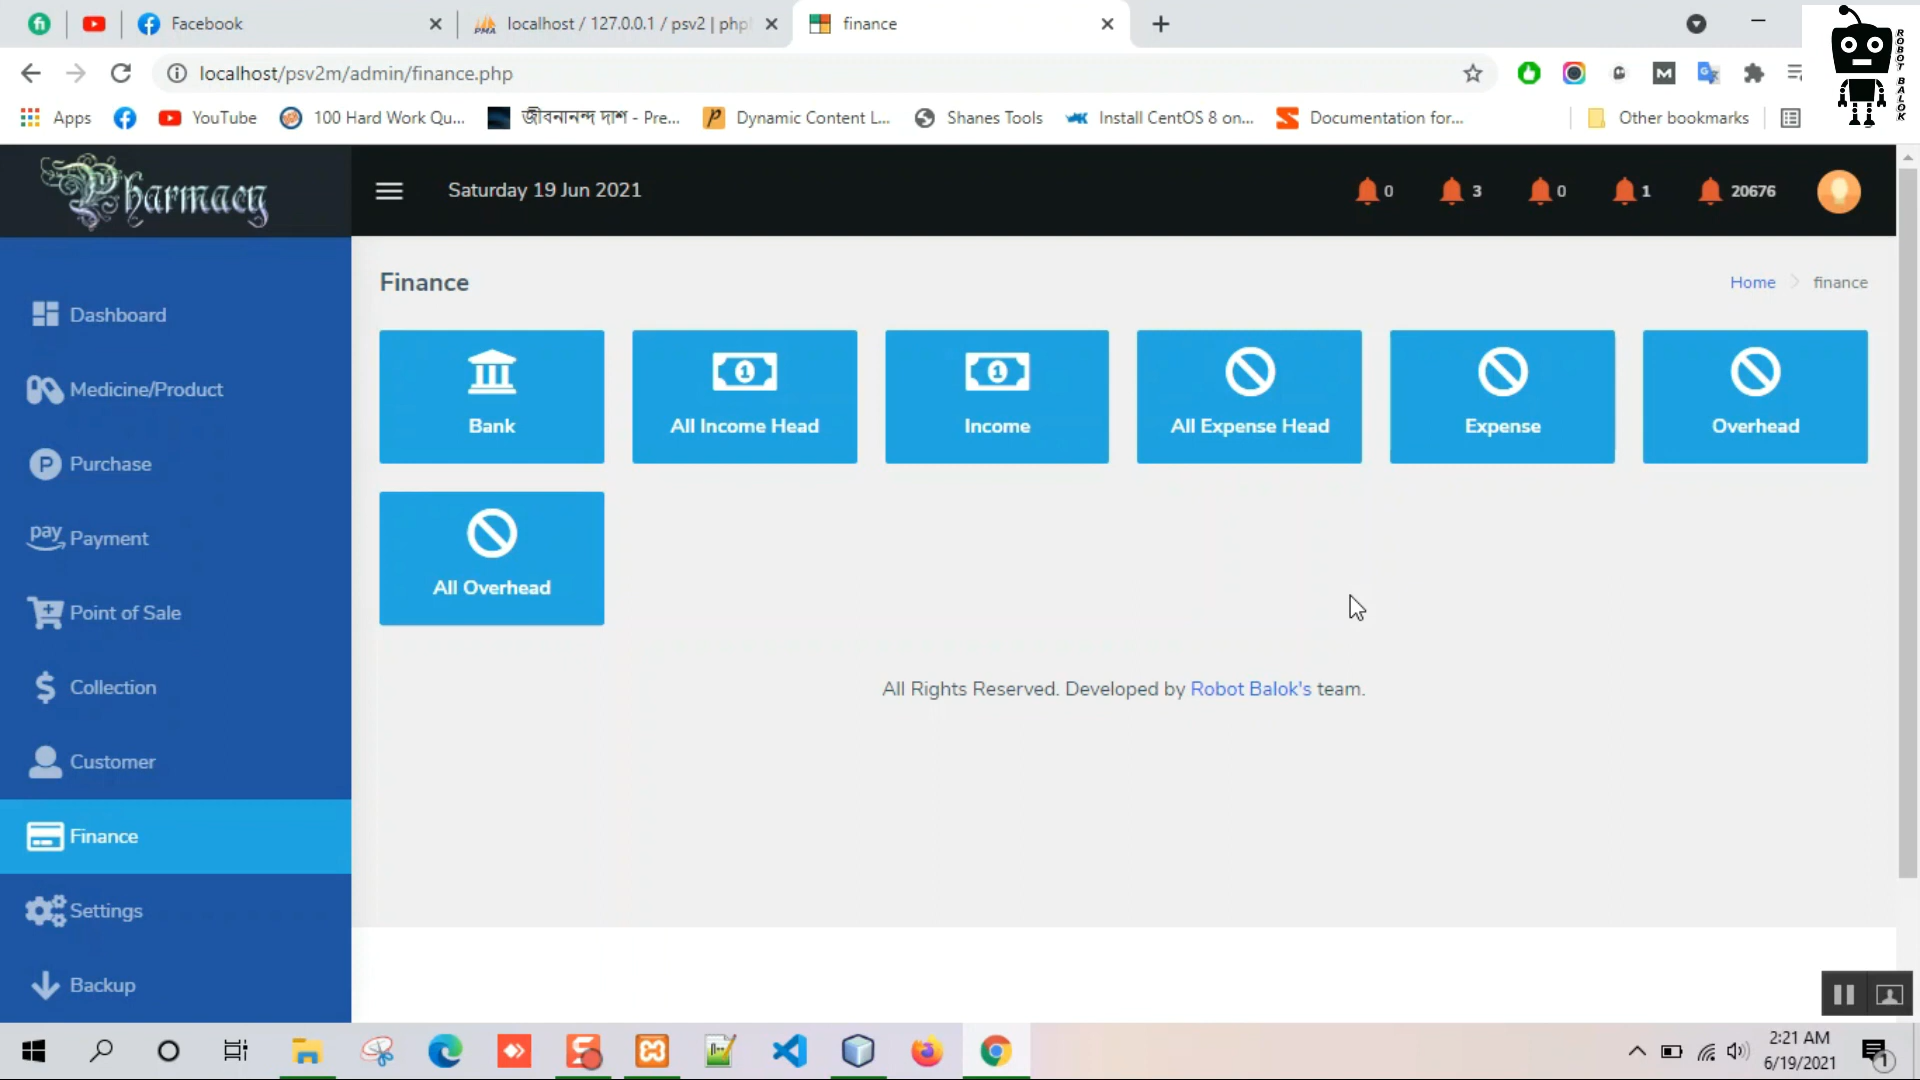 Facebook
localhost / 127.0.0.1 / psv2 | php
finance
localhost/psv2m/admin/finance.php
Apps
YouTube
100 Hard Work Qu...
জীবনানন্দ দাশ - Pre...
Dynamic Content L...
Shanes Tools
Install CentOS 8 on...
Documentation for...
Other bookmarks
ROBOT BALOK
Pharmacy
Saturday 19 Jun 2021
0
3
0
1
20676
Dashboard
Medicine/Product
Purchase
Payment
Point of Sale
Collection
Customer
Finance
Settings
Backup
Finance
Home
finance
Bank
All Income Head
Income
All Expense Head
Expense
Overhead
All Overhead
All Rights Reserved. Developed by Robot Balok's team.
2:21 AM
6/19/2021
1